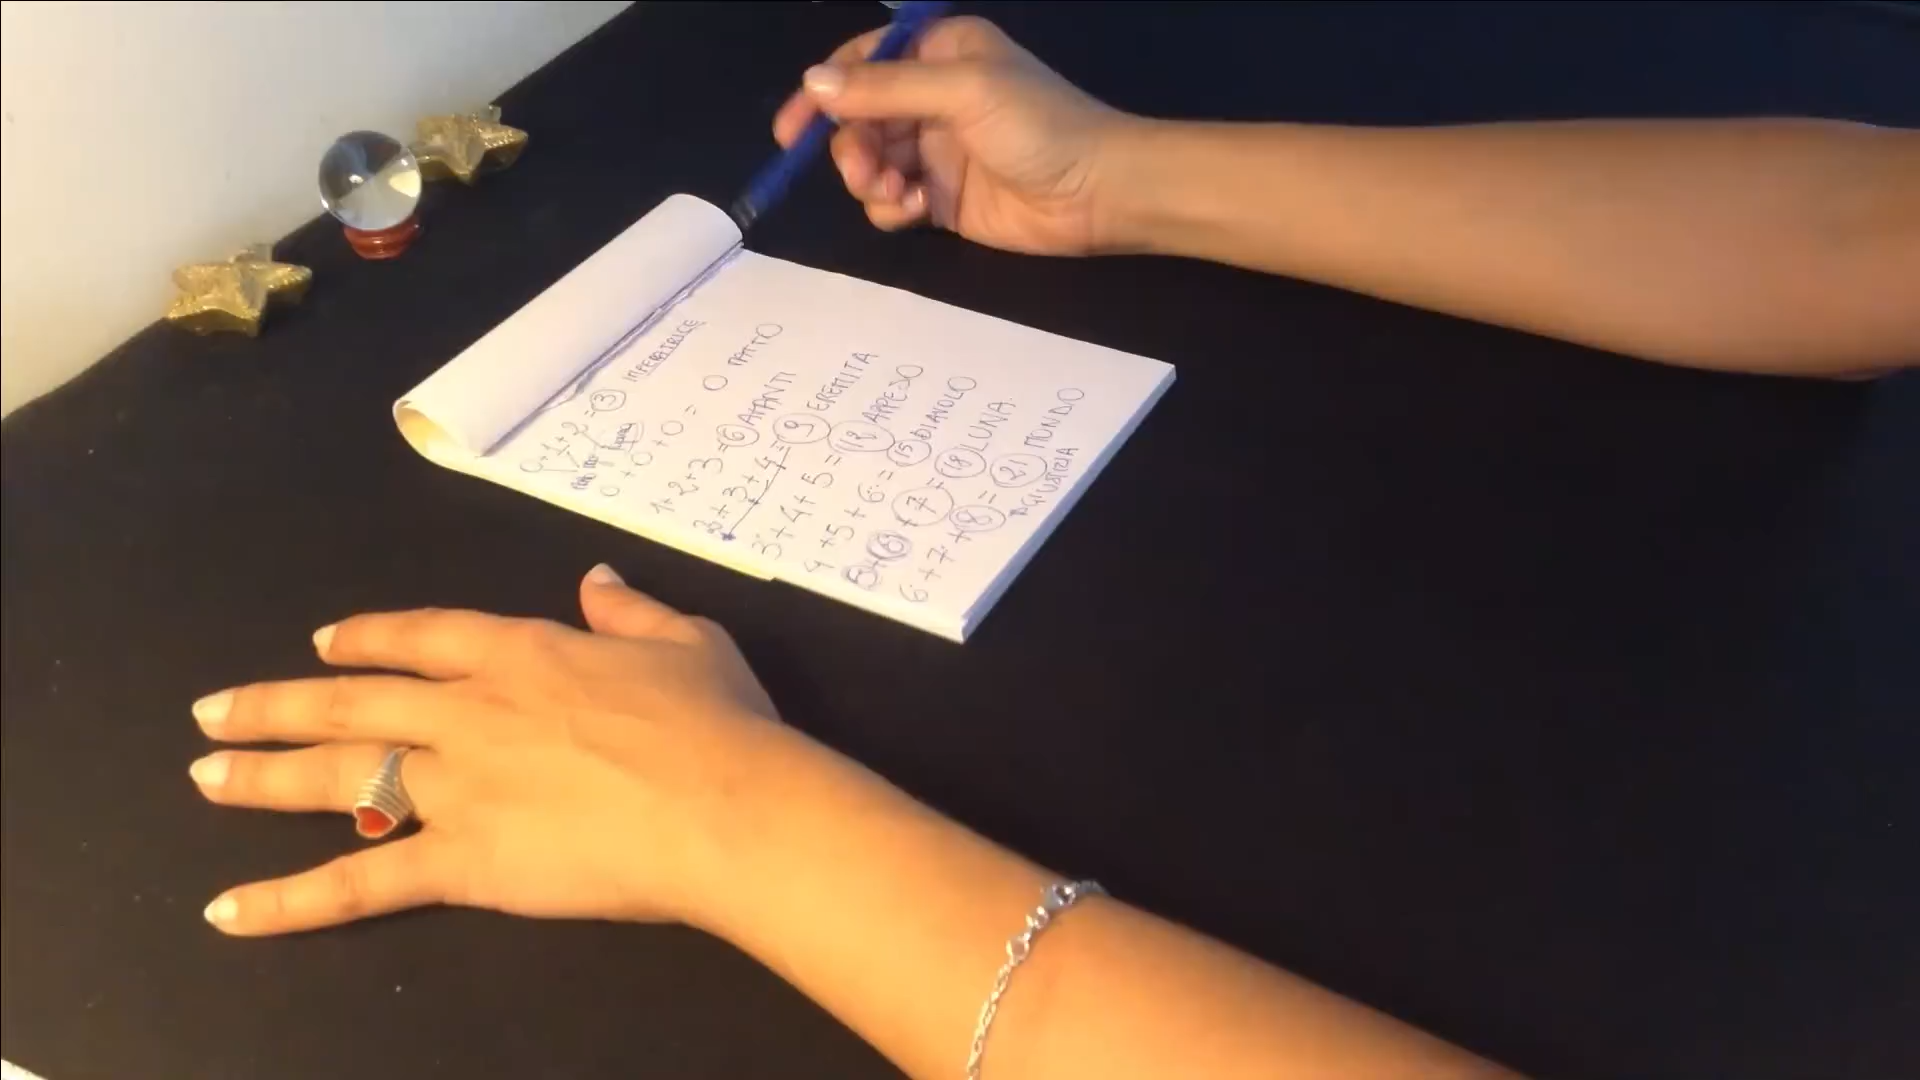 0+1+2=3 IMPERATRICE
0+0+0= 0 MATTO
1+2+3=6 AMANTI
2+3+4=9 EREMITA
3+4+5=12 APPESO
4+5+6=15 DIAVOLO
5+6+7=18 LUNA.
6+7+8=21 MONDO
GIUSTIZIA